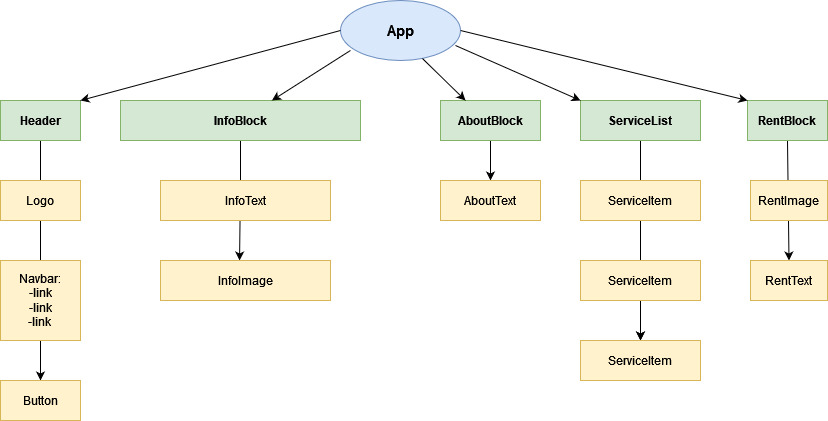 App
Header
InfoBlock
AboutBlock
ServiceList
RentBlock
Logo
InfoText
AboutText
ServiceItem
RentImage
Navbar:
-link
-link
-link
InfoImage
ServiceItem
RentText
ServiceItem
Button